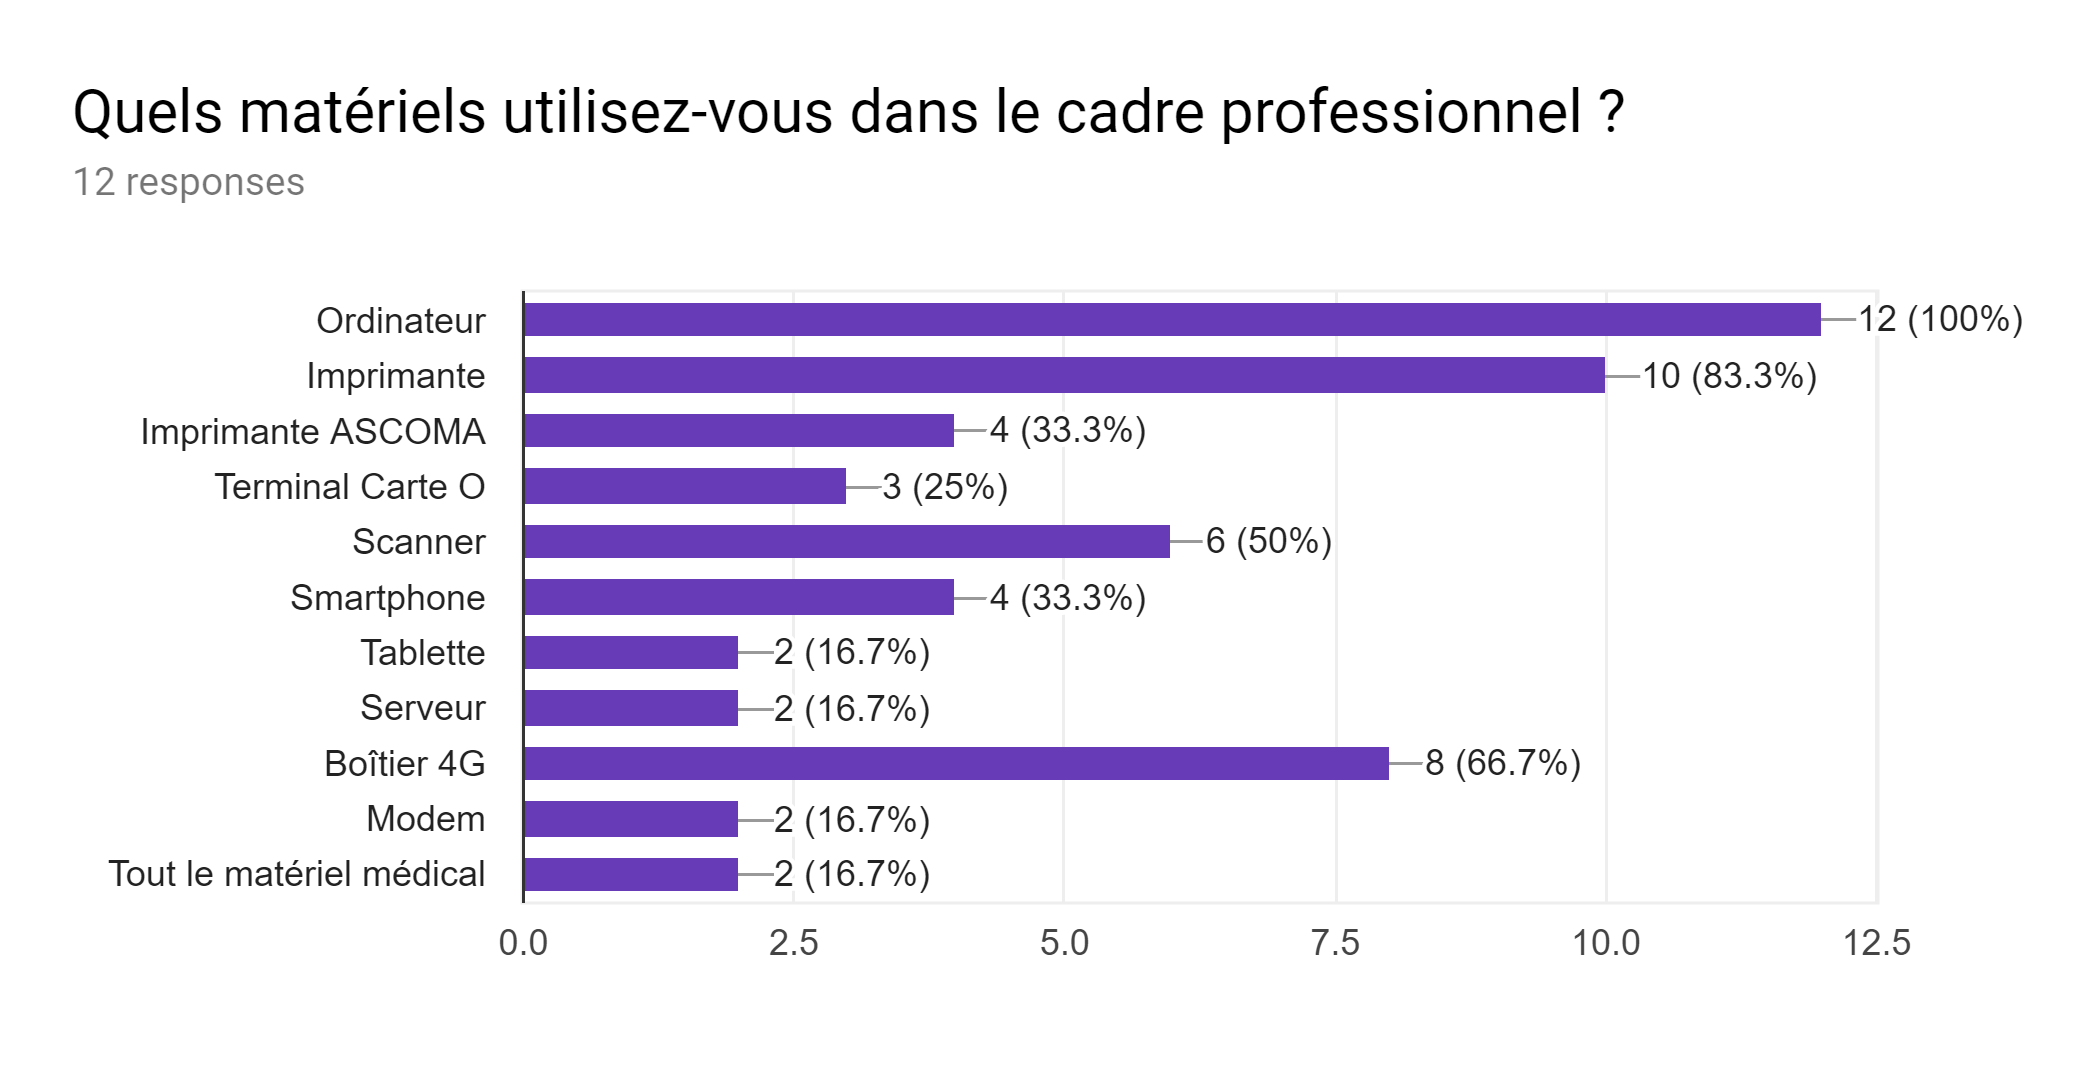 Quels matériels utilisez-vous dans le cadre professionnel ?
12 responses
Ordinateur 12 (100%)
Imprimante 10 (83.3%)
Imprimante ASCOMA 4 (33.3%)
Terminal Carte O 3 (25%)
Scanner 6 (50%)
Smartphone 4 (33.3%)
Tablette 2 (16.7%)
Serveur 2 (16.7%)
Boîtier 4G 8 (66.7%)
Modem 2 (16.7%)
Tout le matériel médical 2 (16.7%)
0.0 2.5 5.0 7.5 10.0 12.5